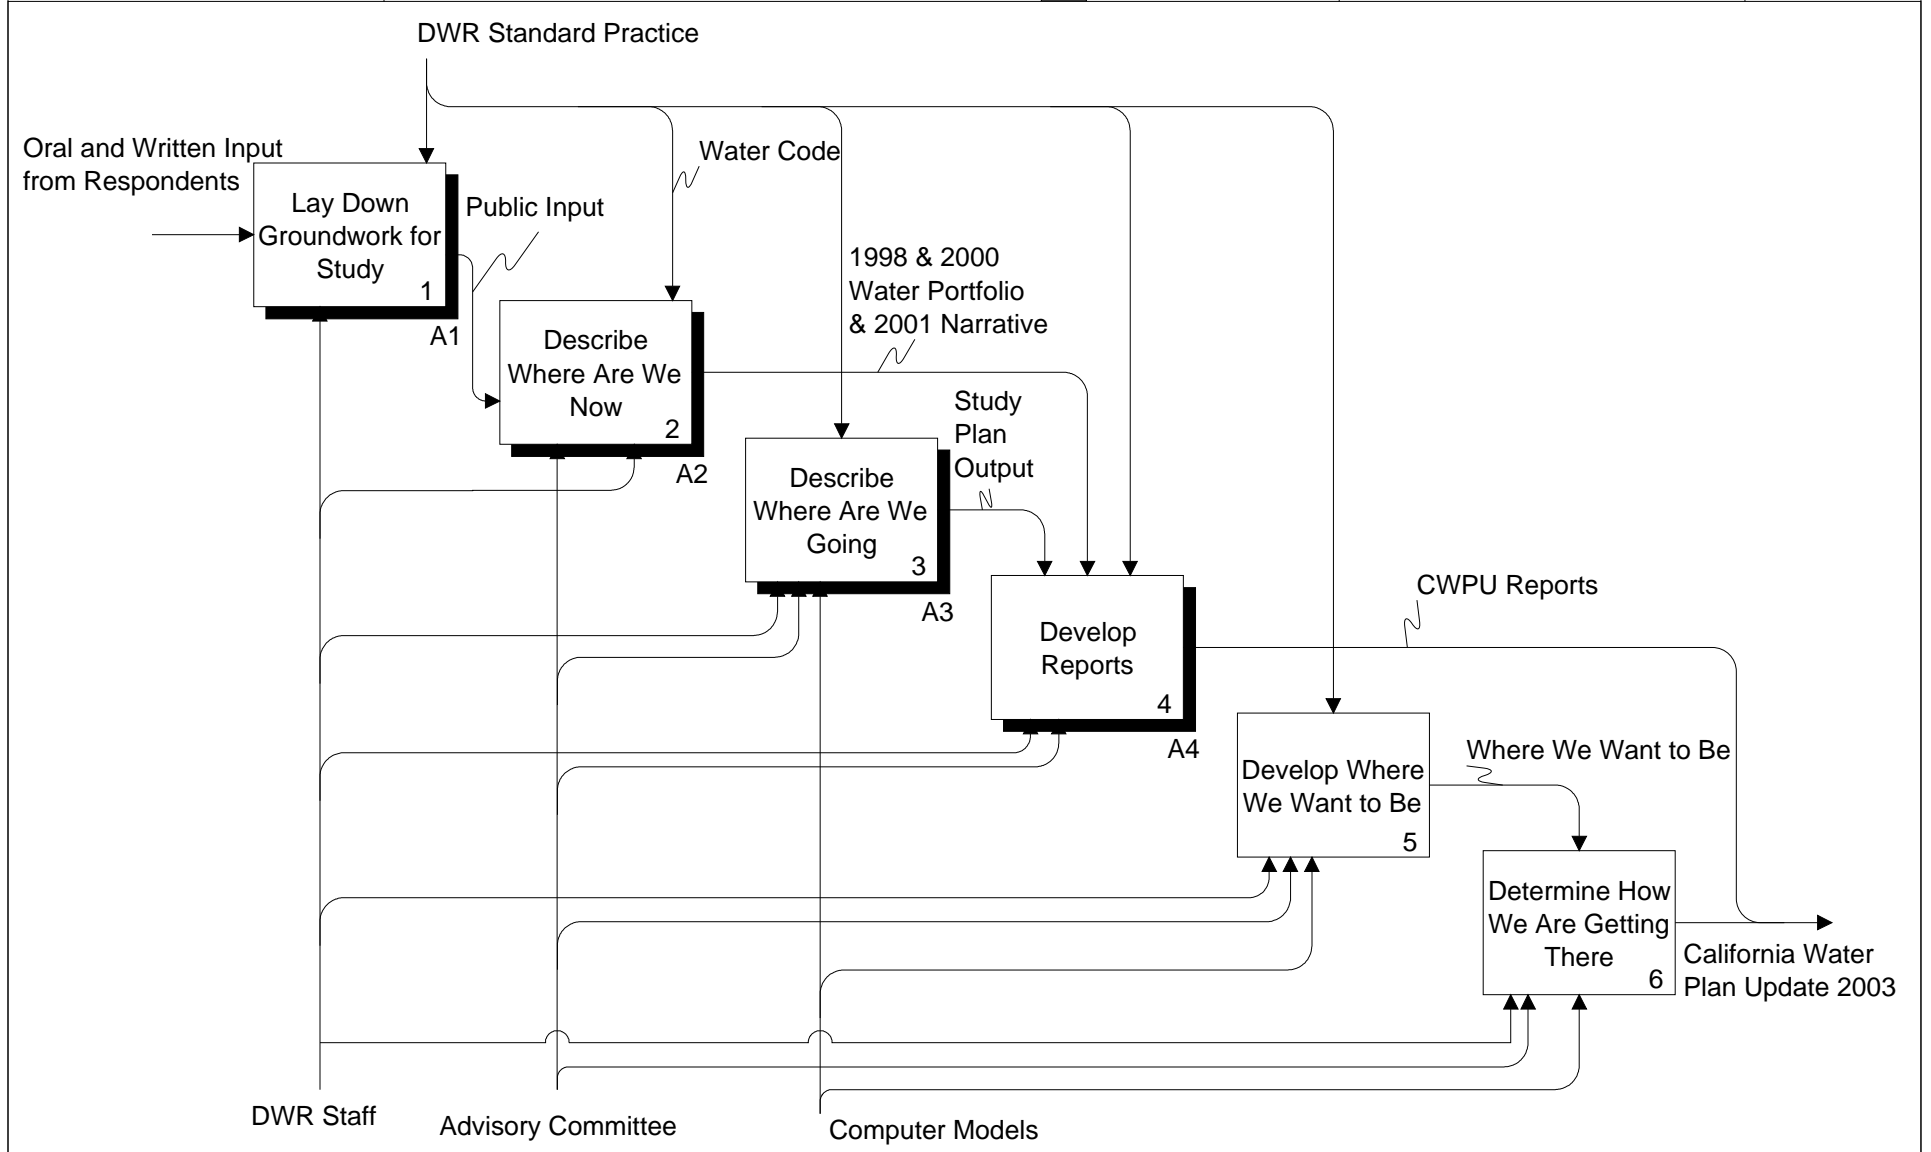 DWR Standard Practice
Oral and Written Input
from Respondents
Water Code
Lay Down
Groundwork for
Study
1
A1
Public Input
1998 & 2000
Water Portfolio
& 2001 Narrative
Describe
Where Are We
Now
2
A2
Study
Plan
Output
Describe
Where Are We
Going
3
A3
CWPU Reports
Develop
Reports
4
A4
Where We Want to Be
Develop Where
We Want to Be
5
Determine How
We Are Getting
There
6
California Water
Plan Update 2003
DWR Staff
Advisory Committee
Computer Models